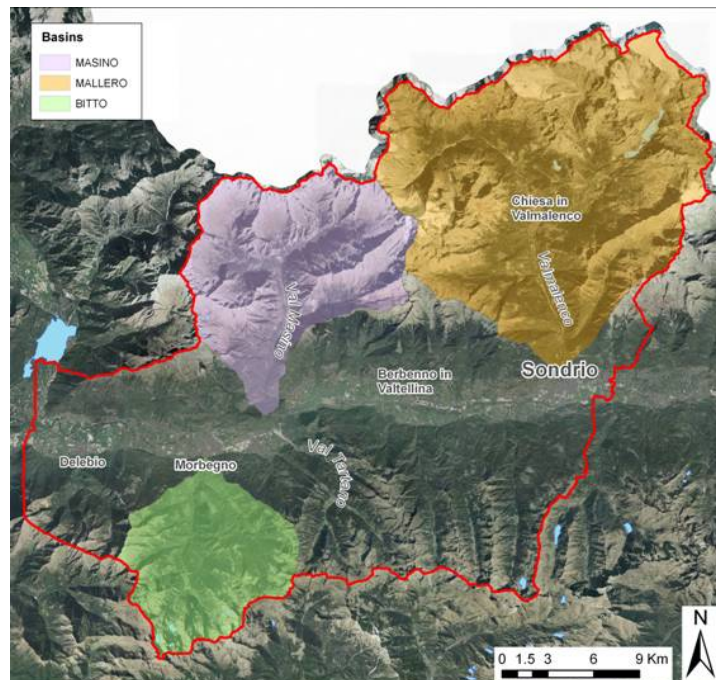 Basins
MASINO
MALLERO
BITTO
Chiesa in
Valmalenco
Valmalenco
Val Masino
Sondrio
Berbenno in
Valtellina
Delebio
Morbegno
Val Tartano
N
0 1.5 3 6 9 Km